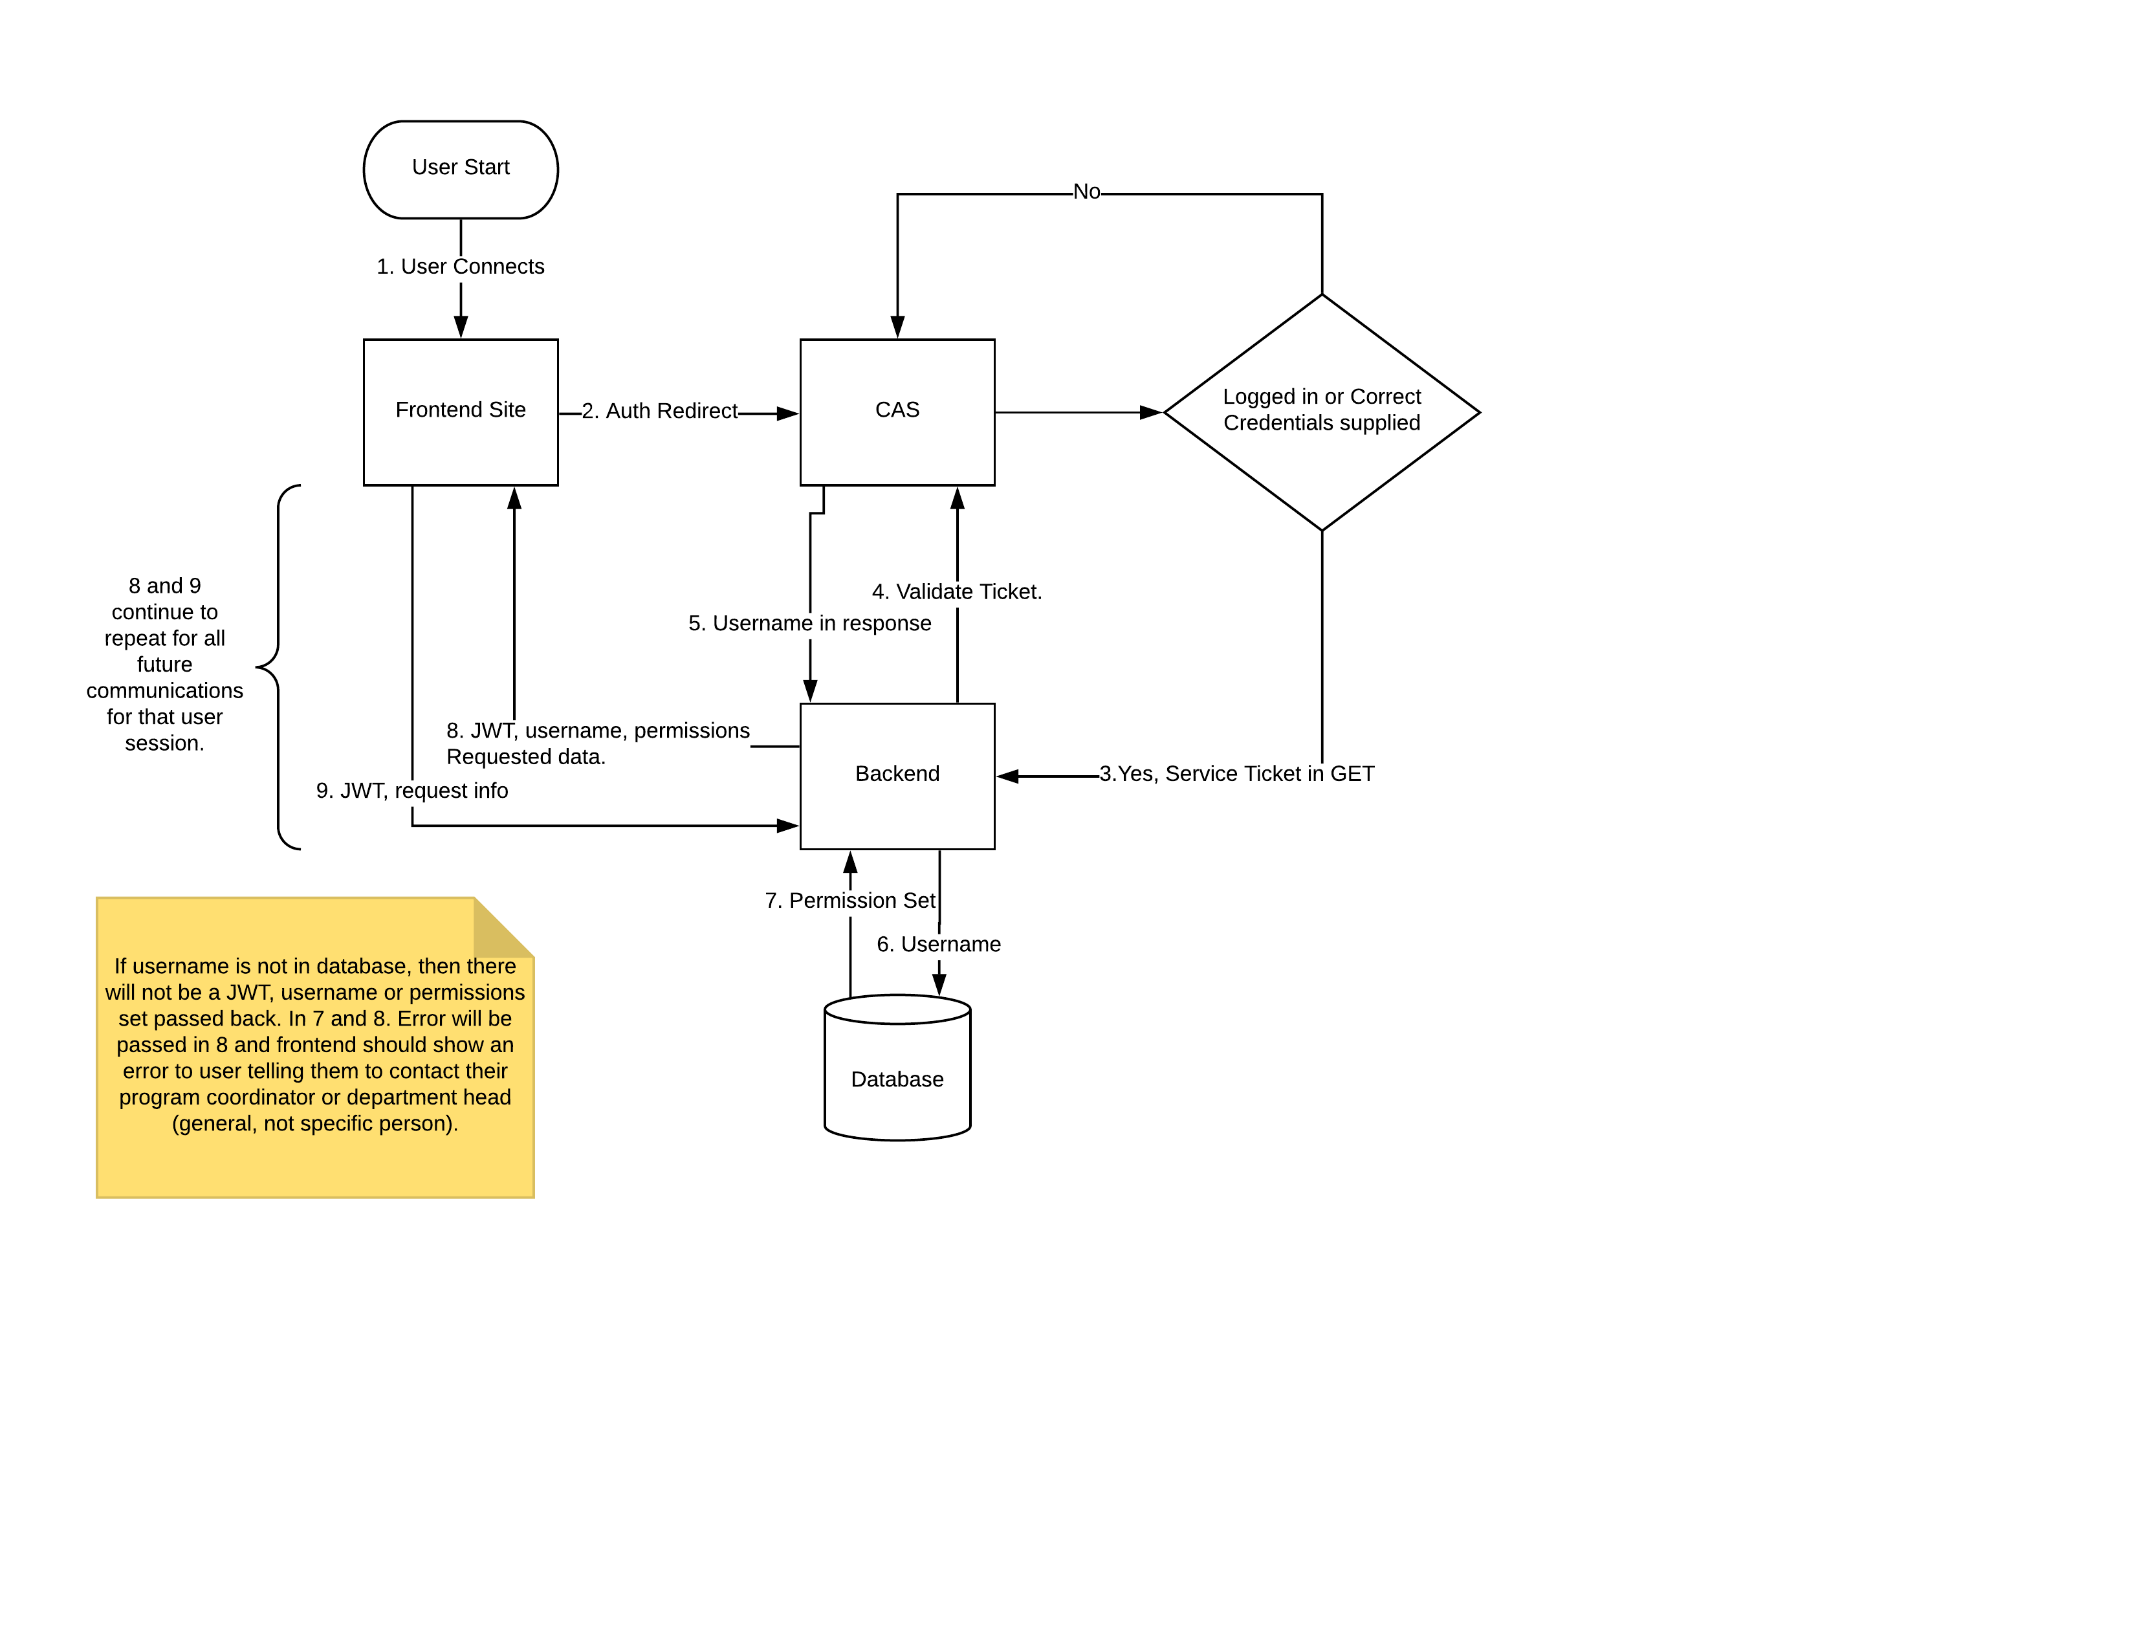 User Start
No
1. User Connects
Frontend Site
2. Auth Redirect
CAS
Logged in or Correct
Credentials supplied
8 and 9
continue to
repeat for all
future
communications
for that user
session.
4. Validate Ticket.
5. Username in response
8. JWT, username, permissions
Requested data.
9. JWT, request info
Backend
3.Yes, Service Ticket in GET
7. Permission Set
6. Username
Database
If username is not in database, then there
will not be a JWT, username or permissions
set passed back. In 7 and 8. Error will be
passed in 8 and frontend should show an
error to user telling them to contact their
program coordinator or department head
(general, not specific person).